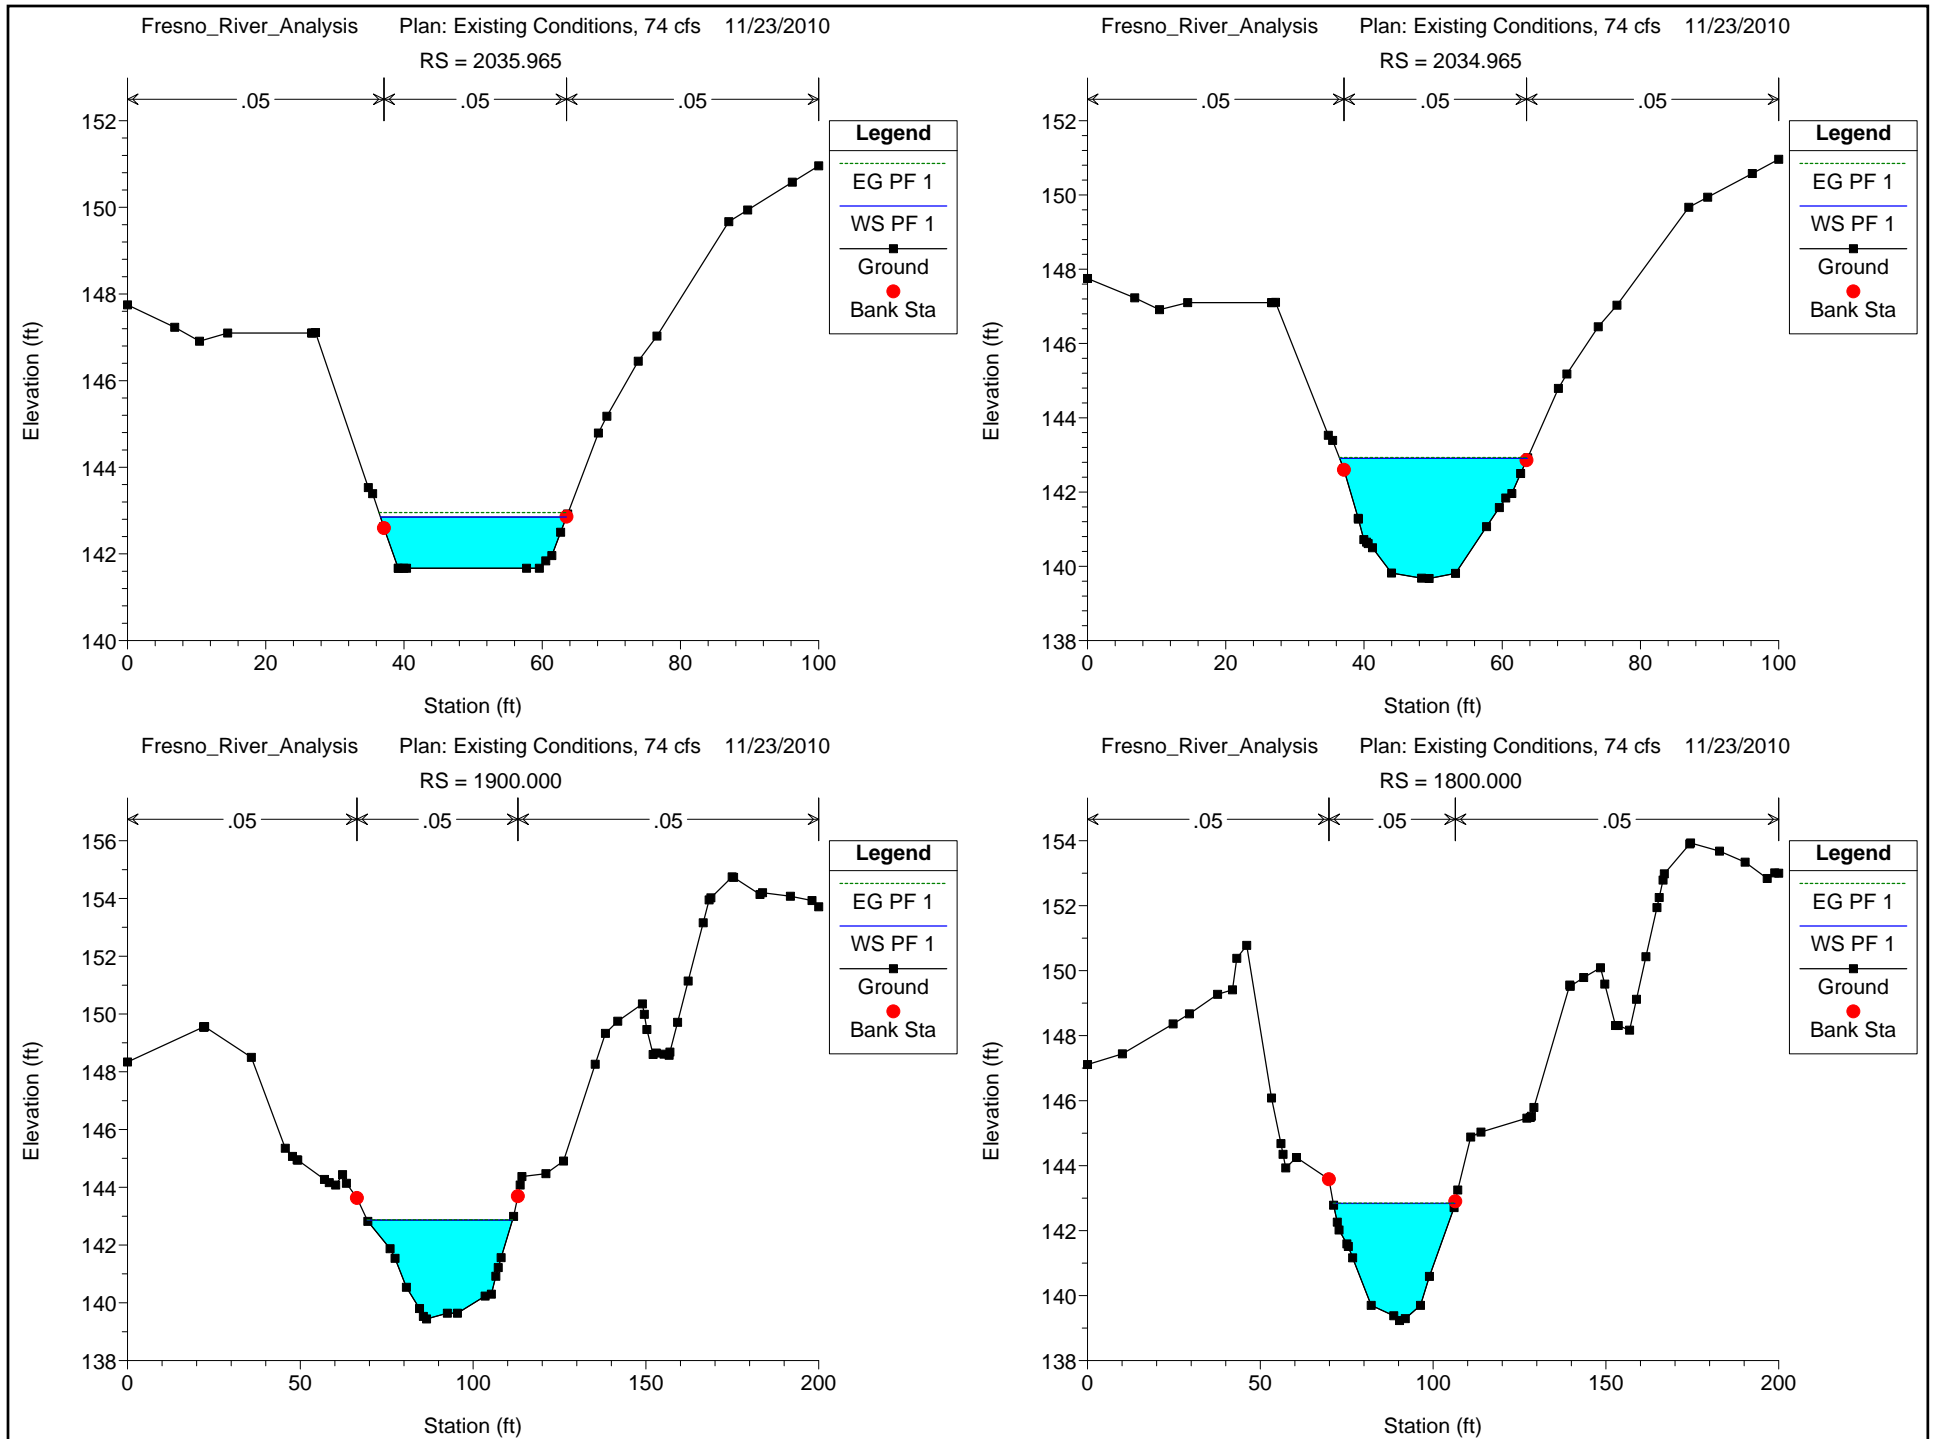 Fresno_River_Analysis Plan: Existing Conditions, 74 cfs 11/23/2010
RS = 2035.965
.05 .05 .05
152
150
148
146
144
142
140
Elevation (ft)
0 20 40 60 80 100
Station (ft)
Legend
EG PF 1
WS PF 1
Ground
Bank Sta
Fresno_River_Analysis Plan: Existing Conditions, 74 cfs 11/23/2010
RS = 2034.965
.05 .05 .05
152
150
148
146
144
142
140
138
Elevation (ft)
0 20 40 60 80 100
Station (ft)
Legend
EG PF 1
WS PF 1
Ground
Bank Sta
Fresno_River_Analysis Plan: Existing Conditions, 74 cfs 11/23/2010
RS = 1900.000
.05 .05 .05
156
154
152
150
148
146
144
142
140
138
Elevation (ft)
0 50 100 150 200
Station (ft)
Legend
EG PF 1
WS PF 1
Ground
Bank Sta
Fresno_River_Analysis Plan: Existing Conditions, 74 cfs 11/23/2010
RS = 1800.000
.05 .05 .05
154
152
150
148
146
144
142
140
138
Elevation (ft)
0 50 100 150 200
Station (ft)
Legend
EG PF 1
WS PF 1
Ground
Bank Sta